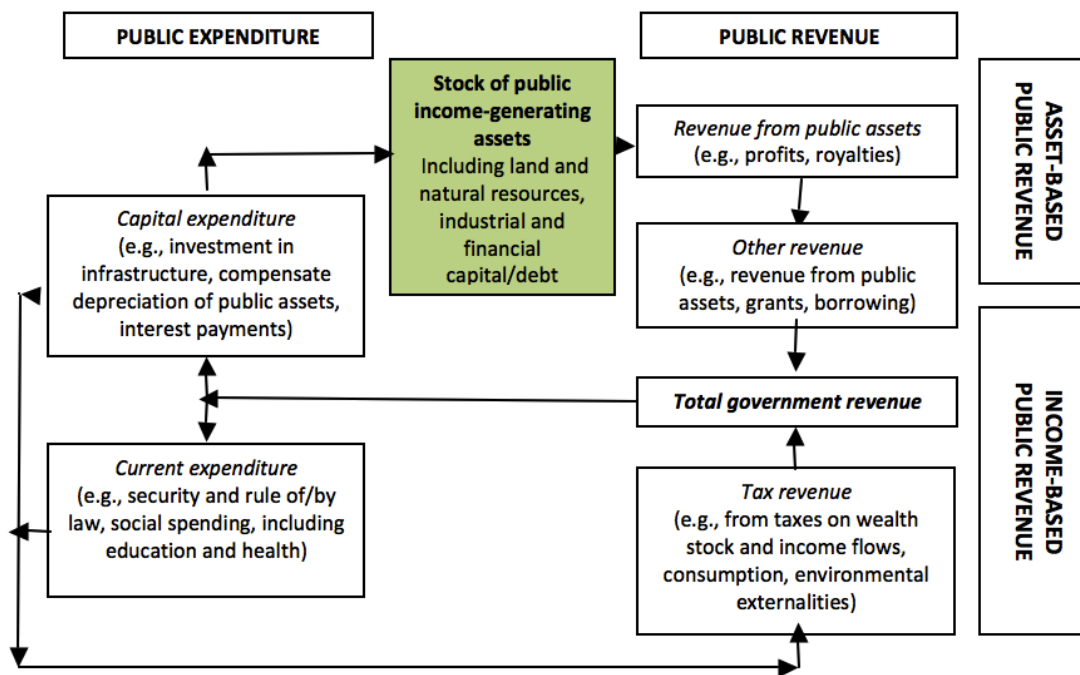 PUBLIC EXPENDITURE
PUBLIC REVENUE
Stock of public
income-generating
assets
Including land and
natural resources,
industrial and
financial
capital/debt
Revenue from public assets
(e.g., profits, royalties)
ASSET-BASED
PUBLIC REVENUE
Capital expenditure
(e.g., investment in
infrastructure, compensate
depreciation of public assets,
interest payments)
Other revenue
(e.g., revenue from public
assets, grants, borrowing)
Total government revenue
INCOME-BASED
PUBLIC REVENUE
Current expenditure
(e.g., security and rule of/by
law, social spending, including
education and health)
Tax revenue
(e.g., from taxes on wealth
stock and income flows,
consumption, environmental
externalities)